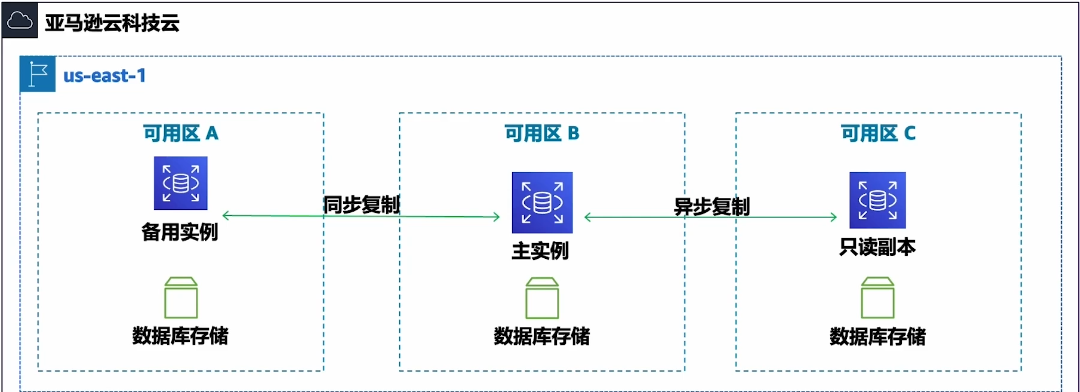 亚马逊云科技云
us-east-1
可用区 A
可用区 B
可用区 C
同步复制
异步复制
备用实例
主实例
只读副本
数据库存储
数据库存储
数据库存储